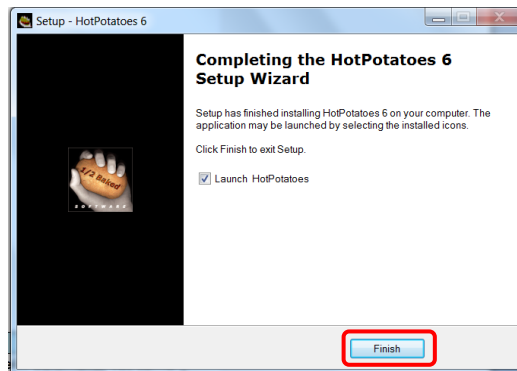 Setup - HotPotatoes 6
Completing the HotPotatoes 6
Setup Wizard
Setup has finished installing HotPotatoes 6 on your computer. The
application may be launched by selecting the installed icons.
Click Finish to exit Setup.
1/2 Baked
SOFTWARE
Launch HotPotatoes
Finish